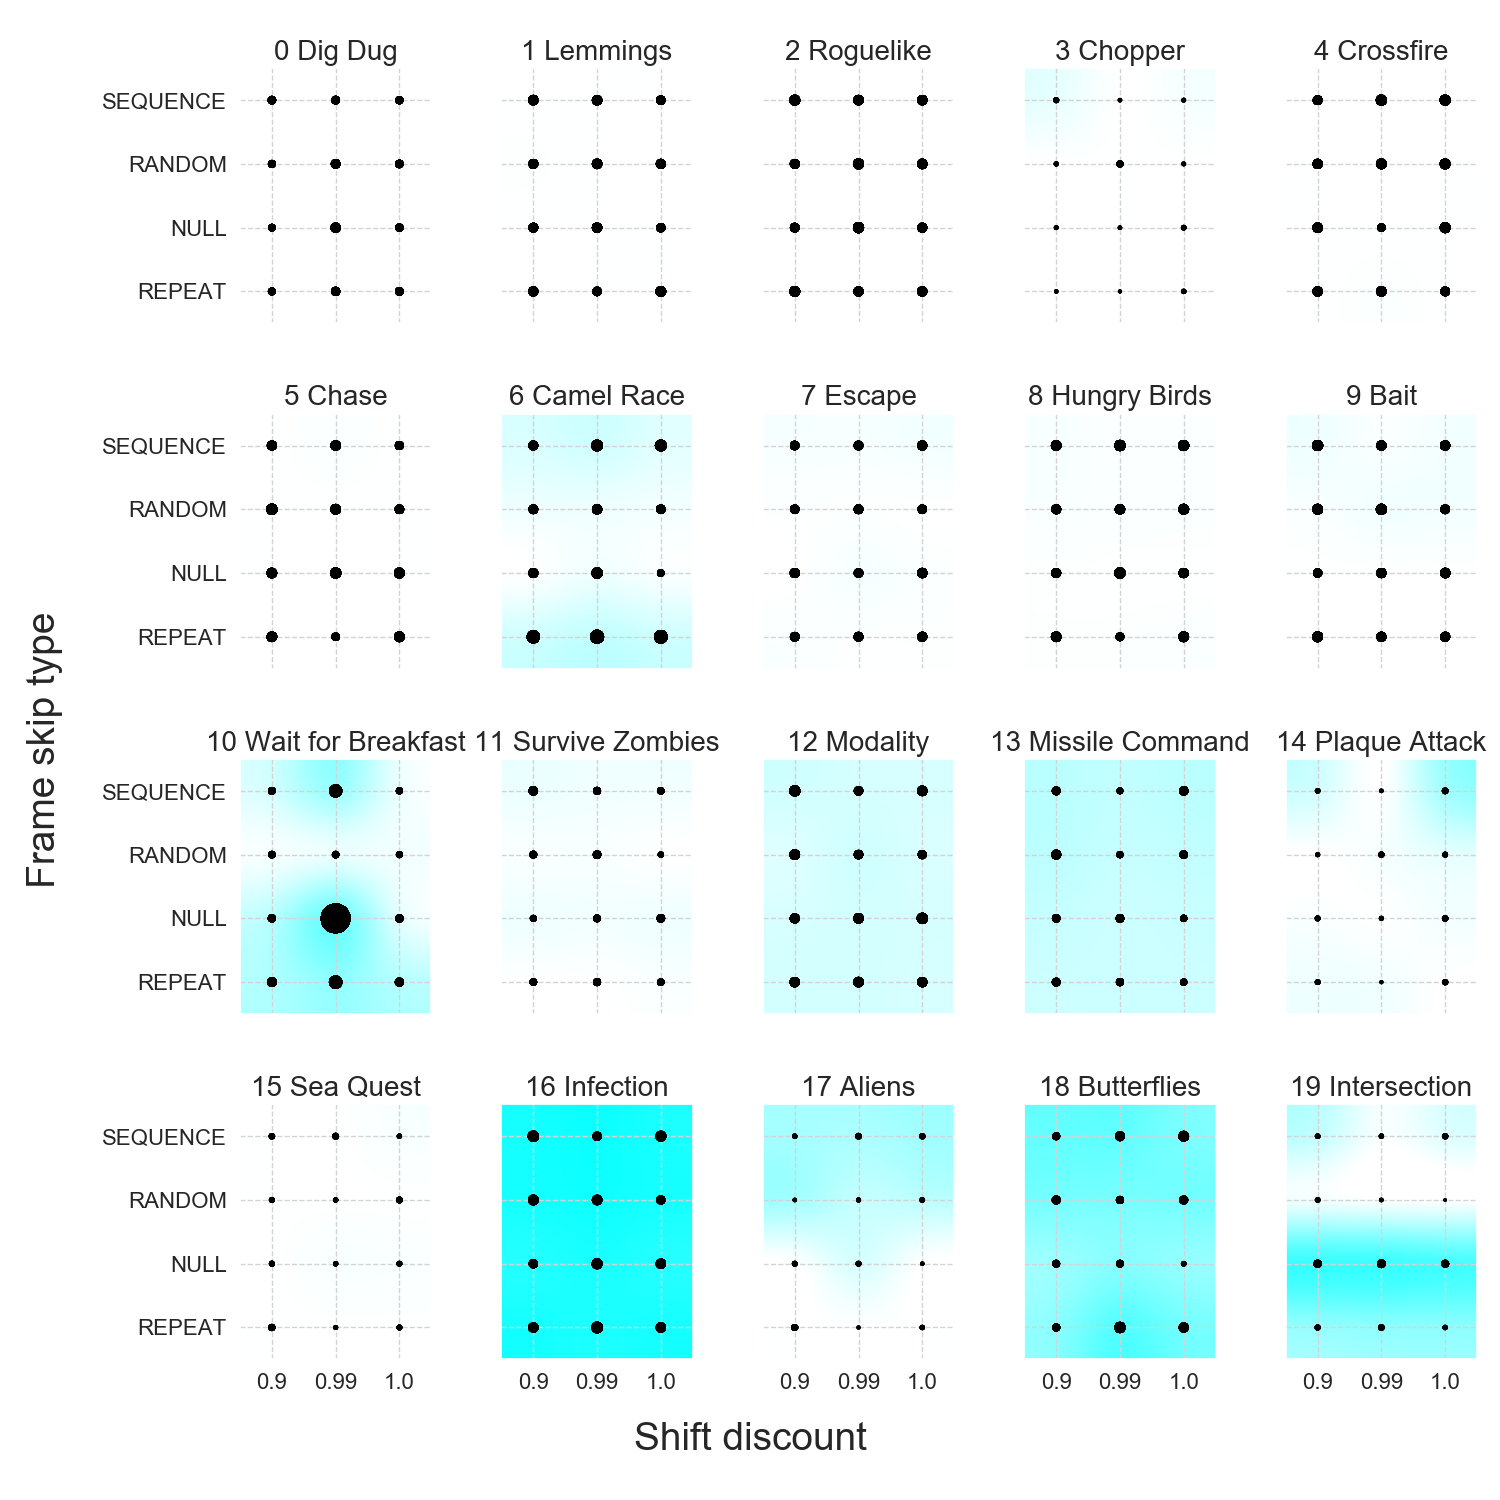 0 Dig Dug 1 Lemmings 2 Roguelike 3 Chopper 4 Crossfire
SEQUENCE
RANDOM
NULL
REPEAT
5 Chase 6 Camel Race 7 Escape 8 Hungry Birds 9 Bait
SEQUENCE
RANDOM
NULL
REPEAT
Frame skip type
10 Wait for Breakfast 11 Survive Zombies 12 Modality 13 Missile Command 14 Plaque Attack
SEQUENCE
RANDOM
NULL
REPEAT
15 Sea Quest 16 Infection 17 Aliens 18 Butterflies 19 Intersection
SEQUENCE
RANDOM
NULL
REPEAT
0.9 0.99 1.0 0.9 0.99 1.0 0.9 0.99 1.0 0.9 0.99 1.0 0.9 0.99 1.0
Shift discount